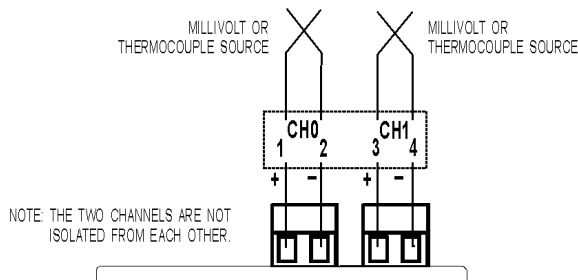 MILLIVOLT OR
THERMOCOUPLE SOURCE
MILLIVOLT OR
THERMOCOUPLE SOURCE
CH0
1 2
CH1
3 4
+ − + −
NOTE: THE TWO CHANNELS ARE NOT
ISOLATED FROM EACH OTHER.